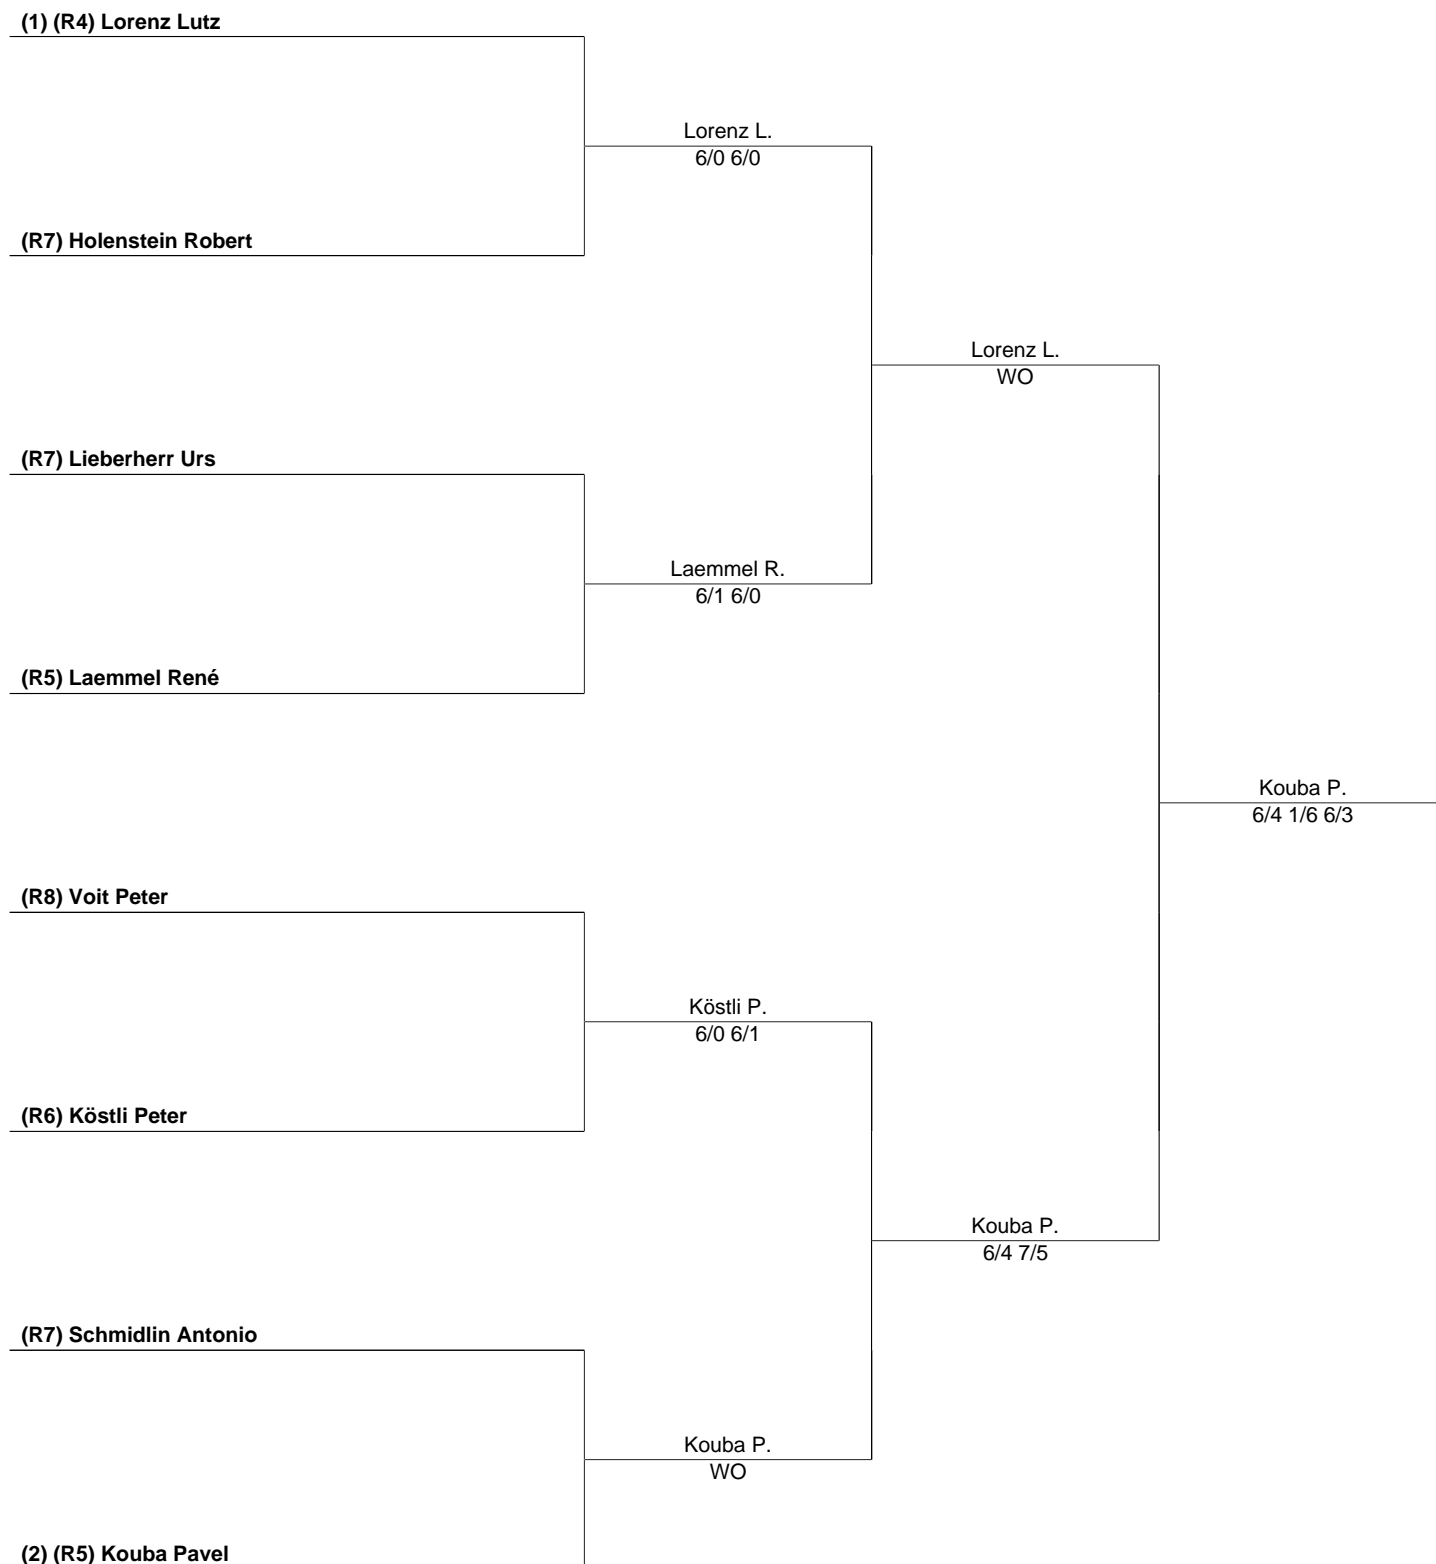 (1) (R4) Lorenz Lutz
Lorenz L.
6/0 6/0
(R7) Holenstein Robert
Lorenz L.
WO
(R7) Lieberherr Urs
Laemmel R.
6/1 6/0
(R5) Laemmel René
Kouba P.
6/4 1/6 6/3
(R8) Voit Peter
Köstli P.
6/0 6/1
(R6) Köstli Peter
Kouba P.
6/4 7/5
(R7) Schmidlin Antonio
Kouba P.
WO
(2) (R5) Kouba Pavel